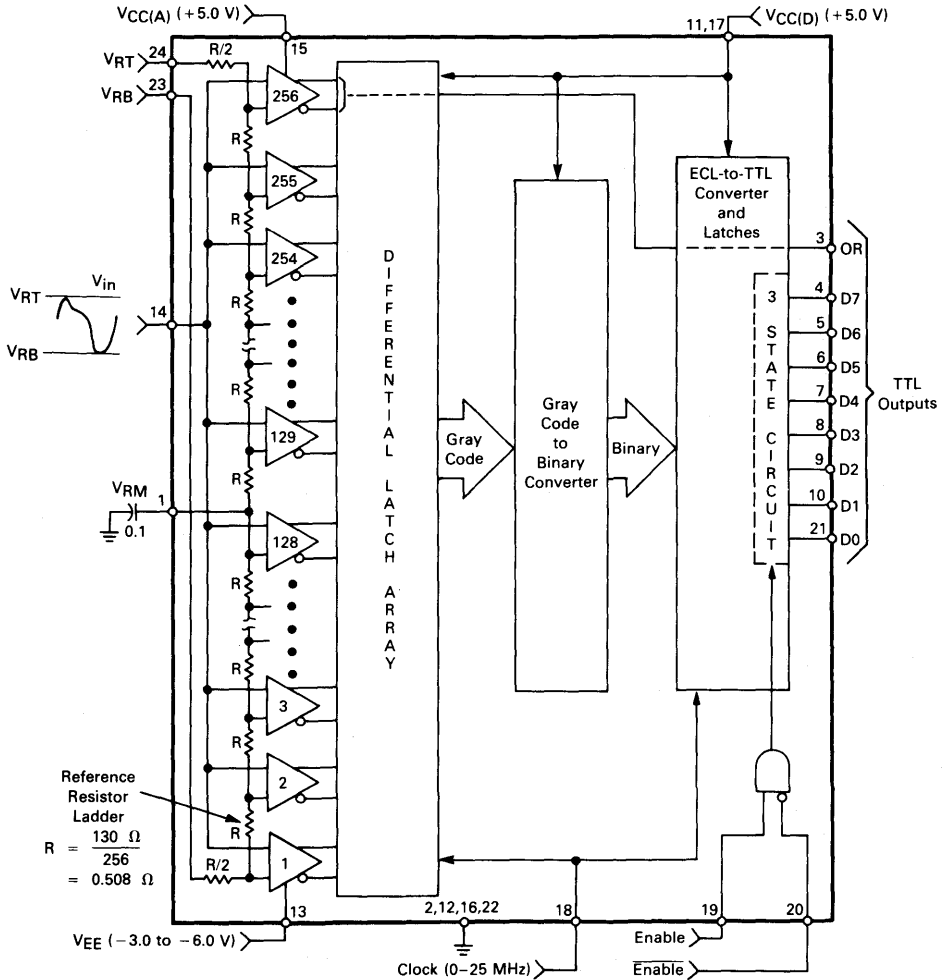 VCC(A) (+5.0 V)
11,17
VCC(D) (+5.0 V)
15
24
VRT
R/2
23
VRB
256
R
255
R
254
R
VRT
Vin
14
VRB
R
129
R
VRM
1
0.1
128
R
R
3
R
2
Reference
Resistor
Ladder
R = 130 Ω
256
= 0.508 Ω
R
1
R/2
DIFFERENTIAL LATCH ARRAY
Gray
Code
Gray
Code
to
Binary
Converter
Binary
ECL-to-TTL
Converter
and
Latches
3 STATE CIRCUIT
3 OR
4 D7
5 D6
6 D5
7 D4
8 D3
9 D2
10 D1
21 D0
TTL
Outputs
13
2,12,16,22
18
19
20
VEE (−3.0 to −6.0 V)
Clock (0–25 MHz)
Enable
Enable